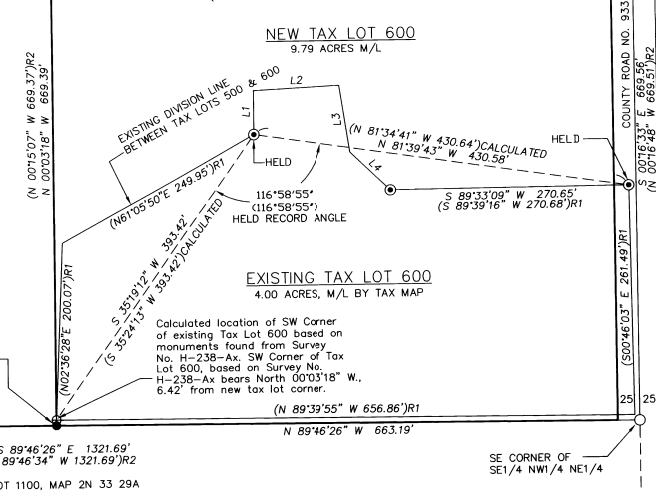 NEW TAX LOT 600
9.79 ACRES M/L
(N 00°15'07" W 669.37')R2
N 00°03'18" W 669.39'
EXISTING DIVISION LINE
BETWEEN TAX LOTS 500 & 600
L1
L2
L3
L4
COUNTY ROAD NO. 933
S 00°16'33" E 669.56'
(N 00°16'48" W 669.51')R2
(N 81°34'41" W 430.64')CALCULATED
N 81°39'43" W 430.58'
HELD
HELD
(N61°05'50"E 249.95')R1
116°58'55"
(116°58'55")
HELD RECORD ANGLE
S 89°33'09" W 270.65'
(S 89°39'16" W 270.68')R1
S 35°19'12" W 393.42'
(S 35°24'13" W 393.42')CALCULATED
EXISTING TAX LOT 600
4.00 ACRES, M/L BY TAX MAP
(N02°36'28"E 200.07')R1
(S00°46'03" E 261.49')R1
Calculated location of SW Corner
of existing Tax Lot 600 based on
monuments found from Survey
No. H-238-Ax. SW Corner of Tax
Lot 600, based on Survey No.
H-238-Ax bears North 00°03'18" W.,
6.42' from new tax lot corner.
25
25
(N 89°39'55" W 656.86')R1
N 89°46'26" W 663.19'
S 89°46'26" E 1321.69'
89°46'34" W 1321.69')R2
SE CORNER OF
SE1/4 NW1/4 NE1/4
OT 1100, MAP 2N 33 29A